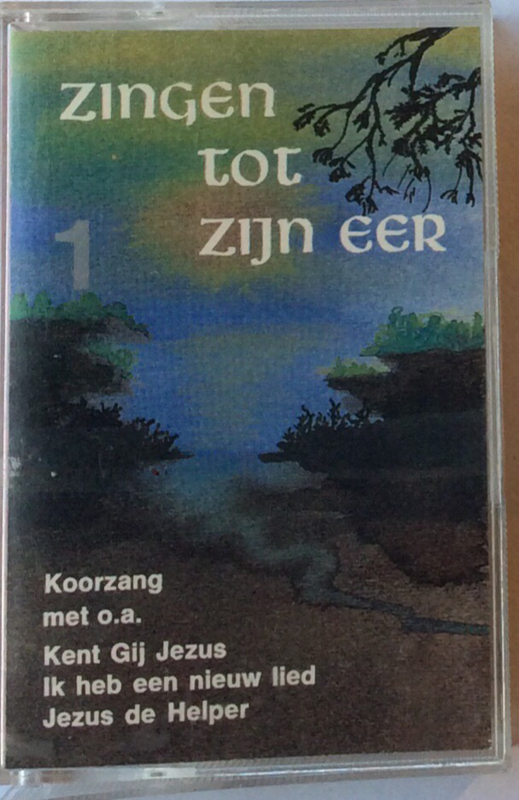 Zingen
tot
Zijn Eer
1
Koorzang
met o.a.
Kent Gij Jezus
Ik heb een nieuw lied
Jezus de Helper